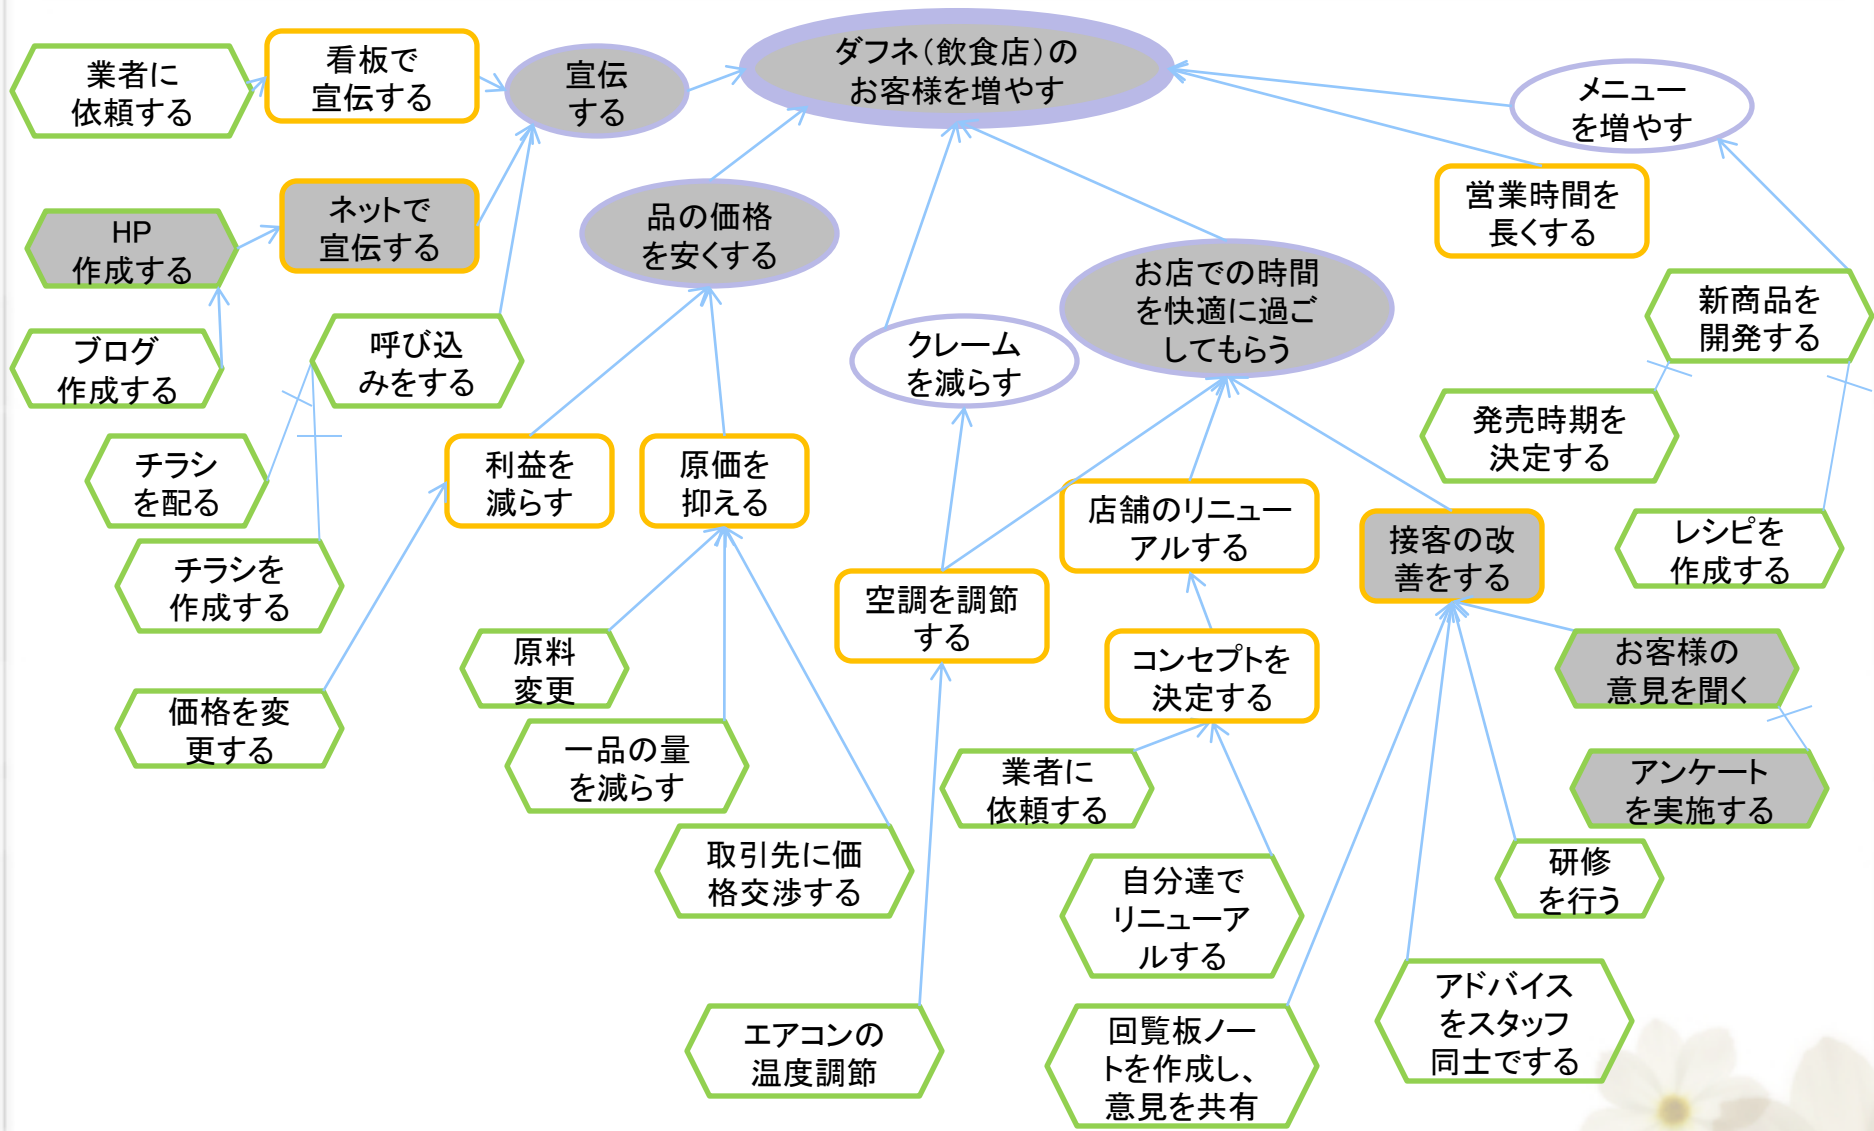 業者に
依頼する
看板で
宣伝する
宣伝
する
ダフネ(飲食店)の
お客様を増やす
メニュー
を増やす
営業時間を
長くする
HP
作成する
ネットで
宣伝する
品の価格
を安くする
お店での時間
を快適に過ご
してもらう
新商品を
開発する
ブログ
作成する
呼び込
みをする
クレーム
を減らす
発売時期を
決定する
チラシ
を配る
利益を
減らす
原価を
抑える
店舗のリニュー
アルする
接客の改
善をする
レシピを
作成する
チラシを
作成する
空調を調節
する
原料
変更
コンセプトを
決定する
お客様の
意見を聞く
価格を変
更する
一品の量
を減らす
業者に
依頼する
アンケート
を実施する
取引先に価
格交渉する
自分達で
リニューア
ルする
研修
を行う
エアコンの
温度調節
回覧板ノー
トを作成し、
意見を共有
アドバイス
をスタッフ
同士でする